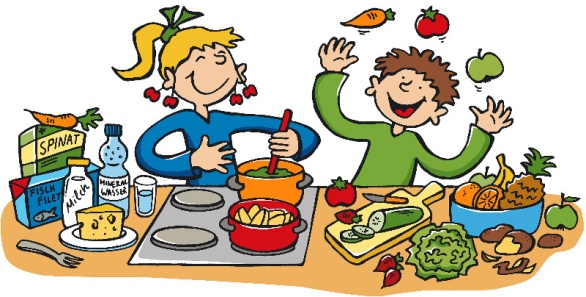 SPINAT
FISCH
FILET
Milch
MINERAL
WASSER